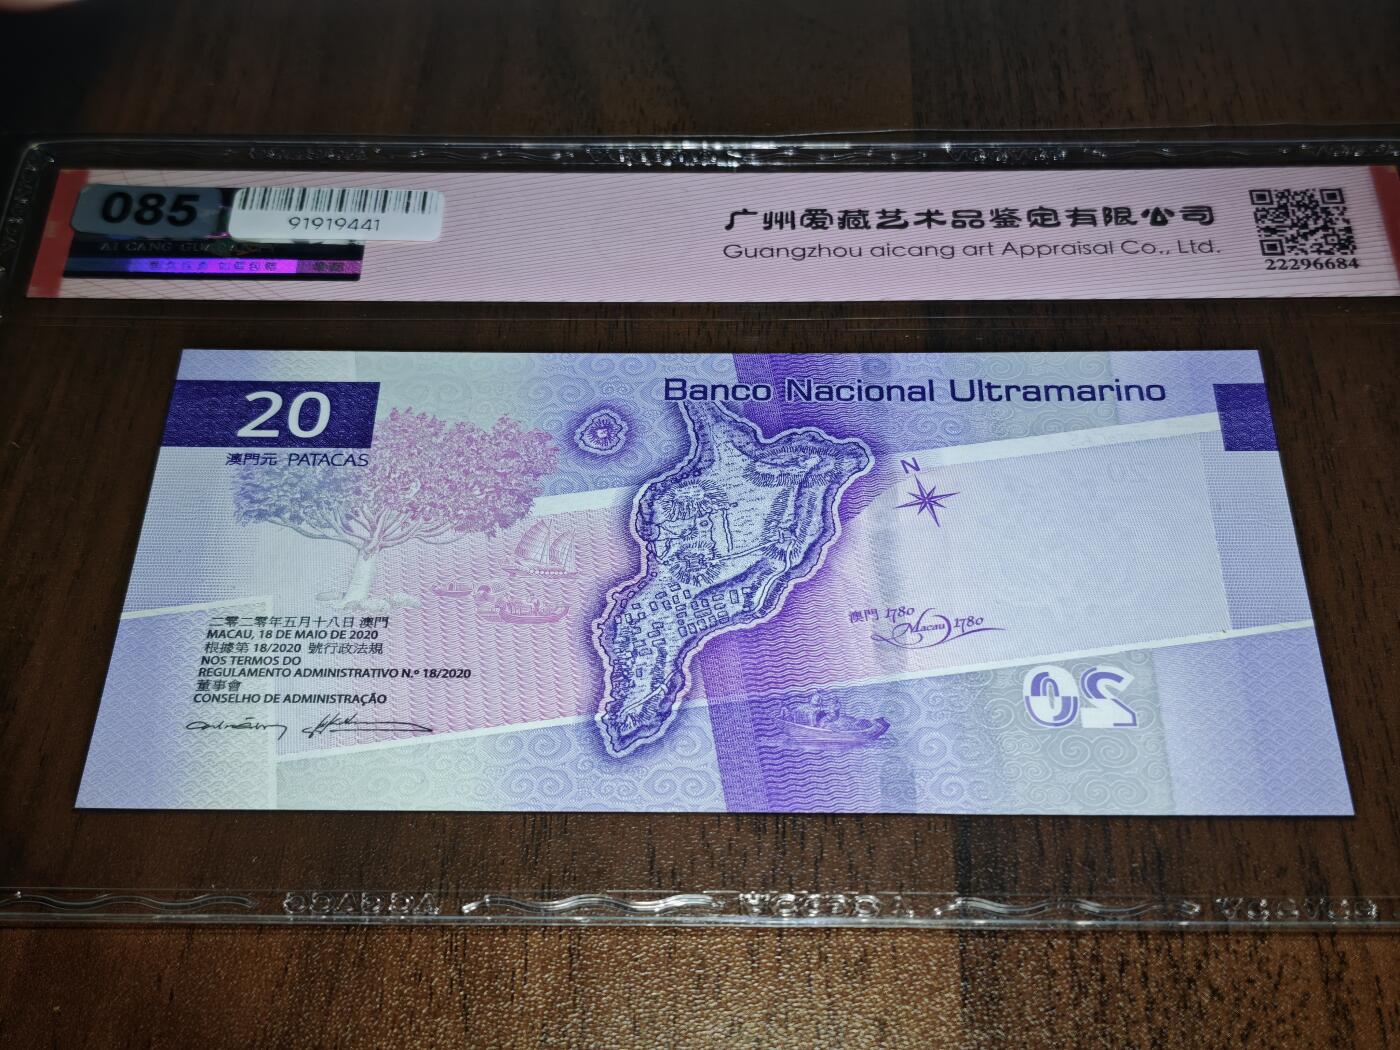 085
91919441
AI CANG GUA
广州爱藏艺术品鉴定有限公司
Guangzhou aicang art Appraisal Co., Ltd.
22296684
20
澳門元 PATACAS
Banco Nacional Ultramarino
N
澳門 1780
Macau 1780
二零二零年五月十八日 澳門
MACAU, 18 DE MAIO DE 2020
根據第 18/2020 號行政法規
NOS TERMOS DO
REGULAMENTO ADMINISTRATIVO N.º 18/2020
董事會
CONSELHO DE ADMINISTRAÇÃO
20